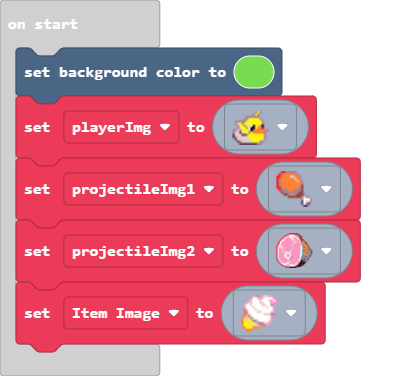 on start
set background color to
set playerImg to
set projectileImg1 to
set projectileImg2 to
set Item Image to